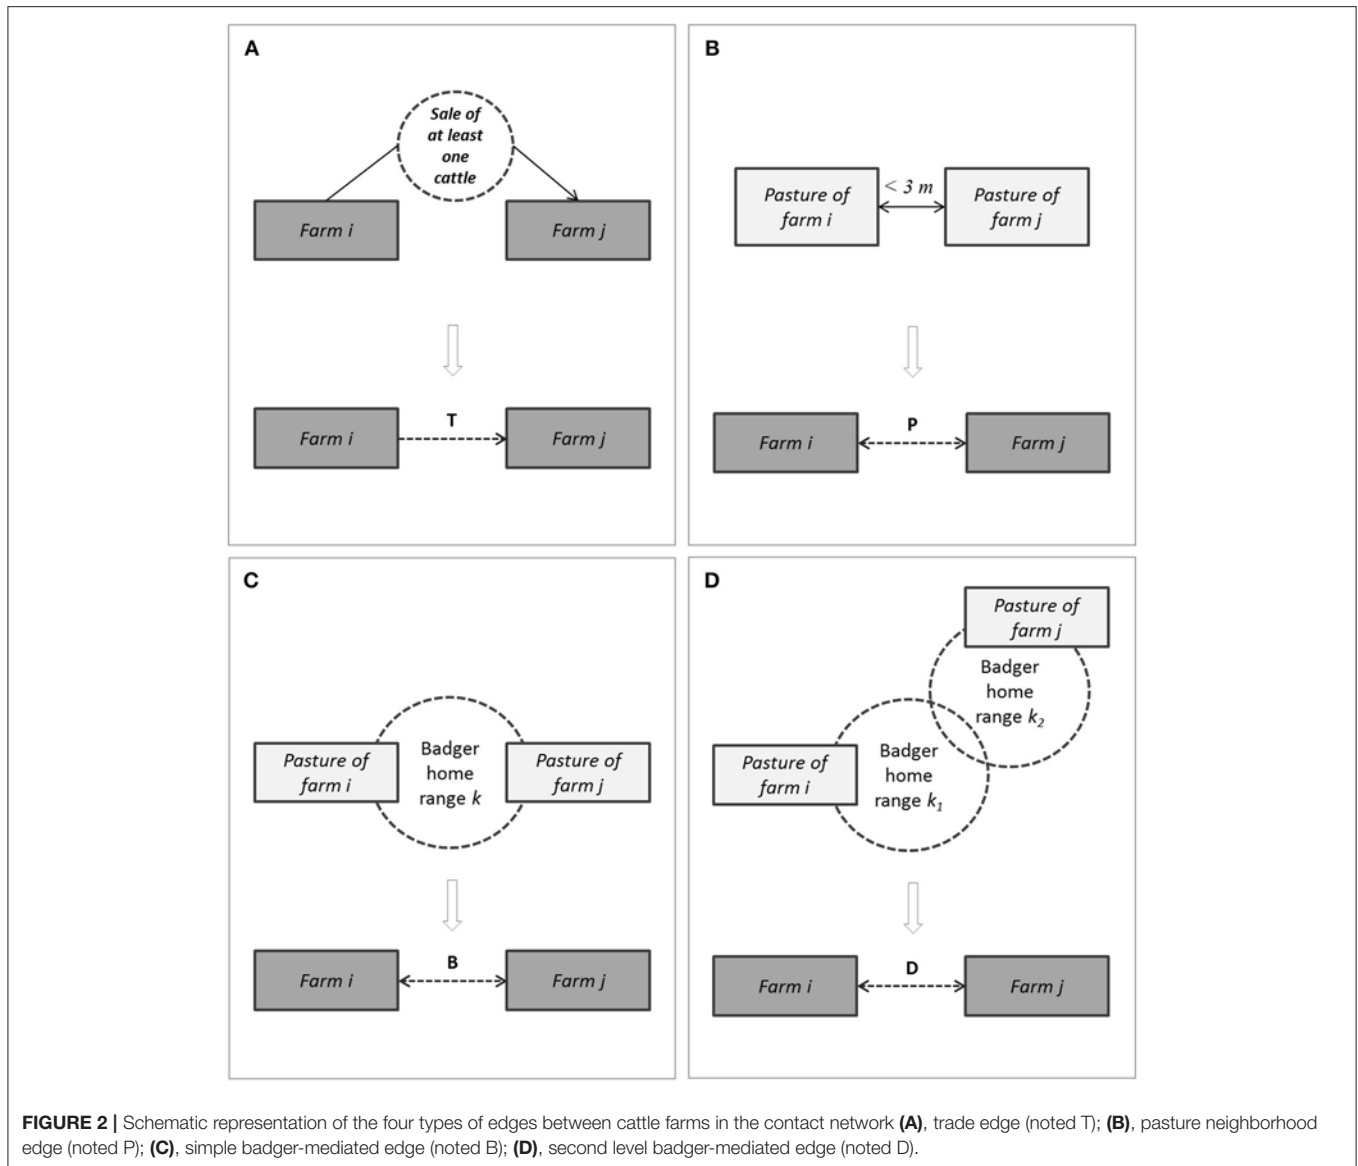 A
Sale of
at least
one
cattle
Farm i
Farm j
T
Farm i
Farm j
B
Pasture of
farm i
< 3 m
Pasture of
farm j
P
Farm i
Farm j
C
Pasture of
farm i
Badger
home
range k
Pasture of
farm j
B
Farm i
Farm j
D
Pasture of
farm j
Badger
home
range k₂
Pasture of
farm i
Badger
home
range k₁
D
Farm i
Farm j
FIGURE 2 | Schematic representation of the four types of edges between cattle farms in the contact network (A), trade edge (noted T); (B), pasture neighborhood
edge (noted P); (C), simple badger-mediated edge (noted B); (D), second level badger-mediated edge (noted D).